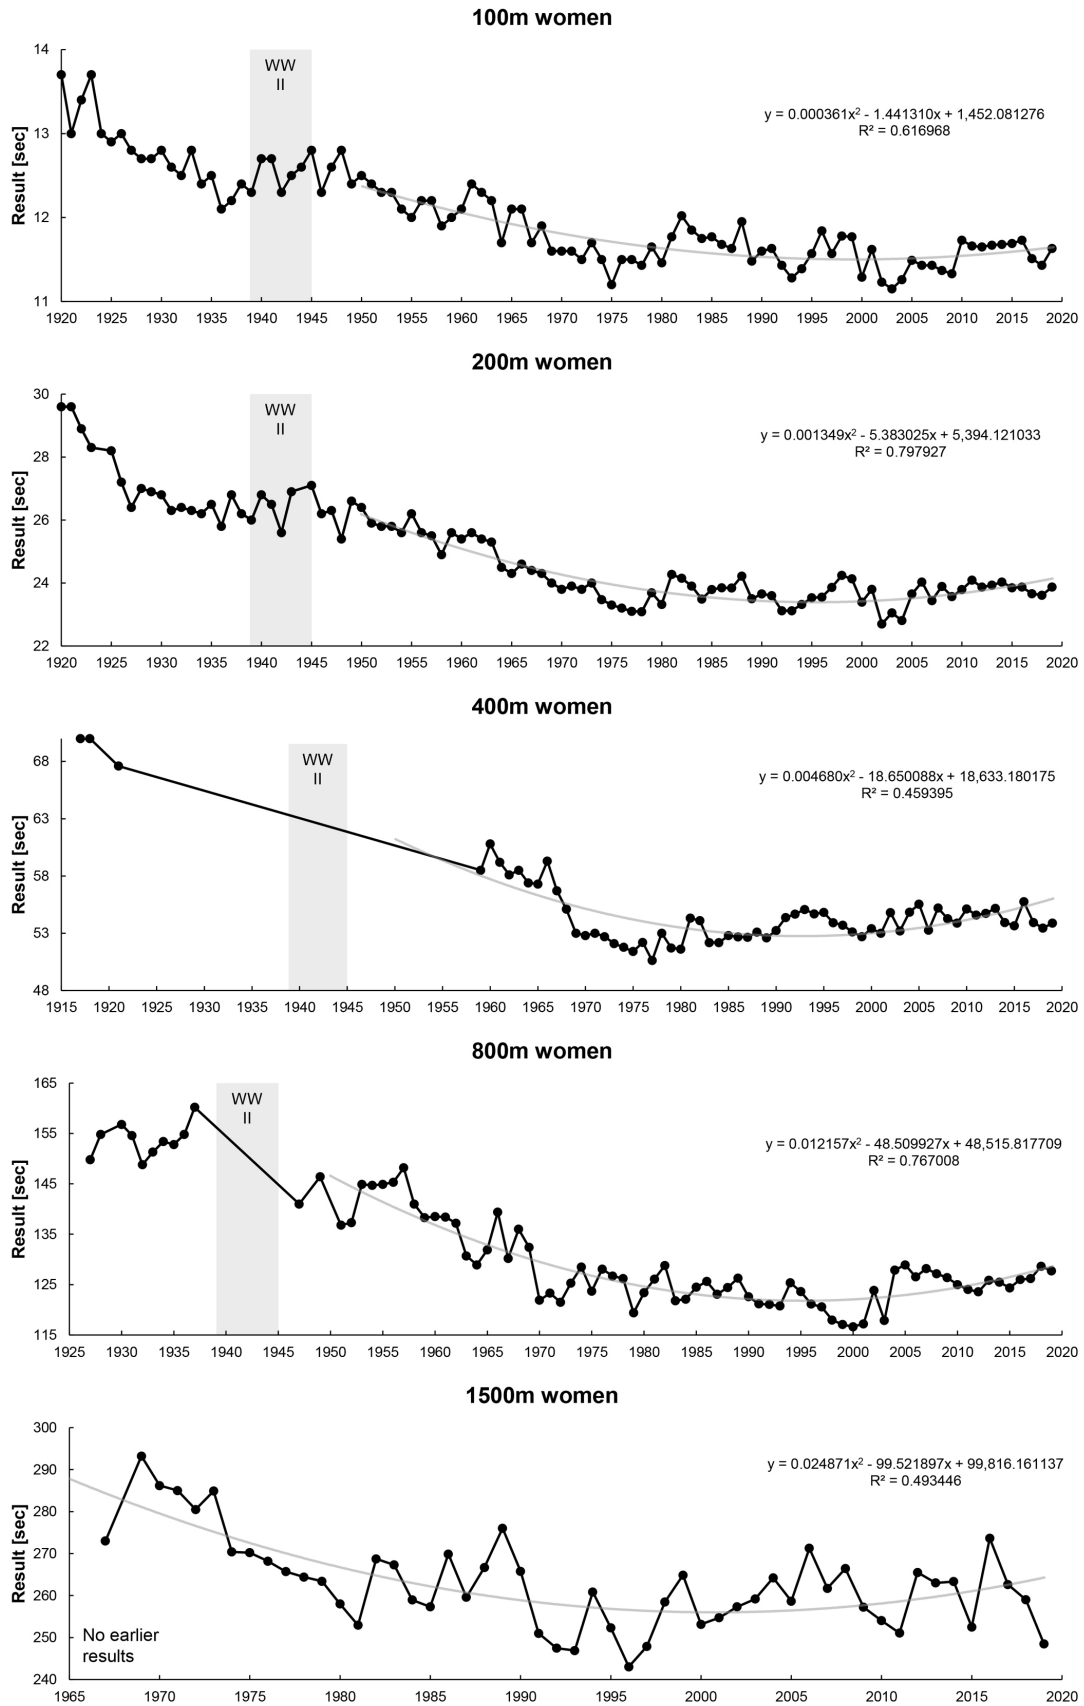 100m women
14
13
12
11
Result [sec]
WW
II
y = 0.000361x² - 1.441310x + 1,452.081276
R² = 0.616968
1920 1925 1930 1935 1940 1945 1950 1955 1960 1965 1970 1975 1980 1985 1990 1995 2000 2005 2010 2015 2020
200m women
30
28
26
24
22
Result [sec]
WW
II
y = 0.001349x² - 5.383025x + 5,394.121033
R² = 0.797927
1920 1925 1930 1935 1940 1945 1950 1955 1960 1965 1970 1975 1980 1985 1990 1995 2000 2005 2010 2015 2020
400m women
68
63
58
53
48
Result [sec]
WW
II
y = 0.004680x² - 18.650088x + 18,633.180175
R² = 0.459395
1915 1920 1925 1930 1935 1940 1945 1950 1955 1960 1965 1970 1975 1980 1985 1990 1995 2000 2005 2010 2015 2020
800m women
165
155
145
135
125
115
Result [sec]
WW
II
y = 0.012157x² - 48.509927x + 48,515.817709
R² = 0.767008
1925 1930 1935 1940 1945 1950 1955 1960 1965 1970 1975 1980 1985 1990 1995 2000 2005 2010 2015 2020
1500m women
300
290
280
270
260
250
240
Result [sec]
y = 0.024871x² - 99.521897x + 99,816.161137
R² = 0.493446
No earlier
results
1965 1970 1975 1980 1985 1990 1995 2000 2005 2010 2015 2020